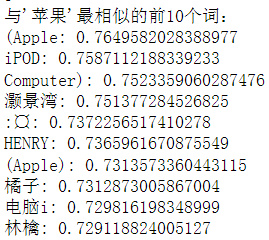 与'苹果'最相似的前10个词:
(Apple: 0.7649582028388977
iPOD: 0.7587112188339233
Computer): 0.7523359060287476
灏景湾: 0.751377284526825
:¤: 0.7372256517410278
HENRY: 0.7365961670875549
(Apple): 0.7313573360443115
橘子: 0.7312873005867004
电脑i: 0.729816198348999
林檎: 0.729118824005127